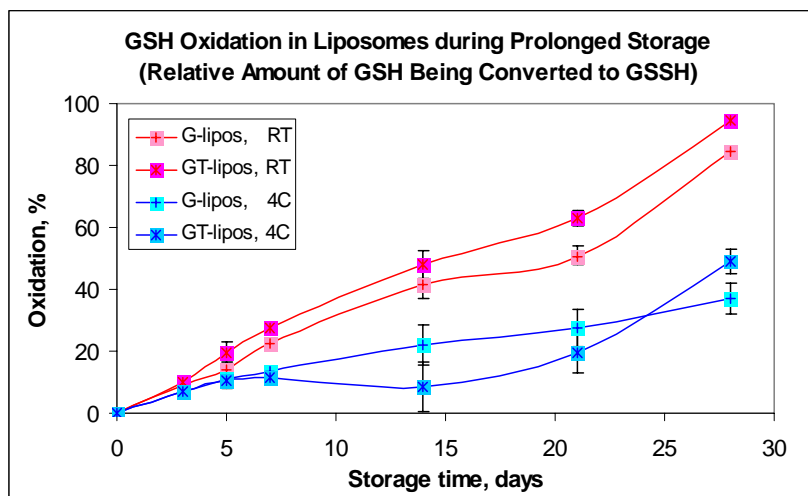 GSH Oxidation in Liposomes during Prolonged Storage
(Relative Amount of GSH Being Converted to GSSH)
100
80
60
40
20
0
Oxidation, %
G-lipos, RT
GT-lipos, RT
G-lipos, 4C
GT-lipos, 4C
0 5 10 15 20 25 30
Storage time, days